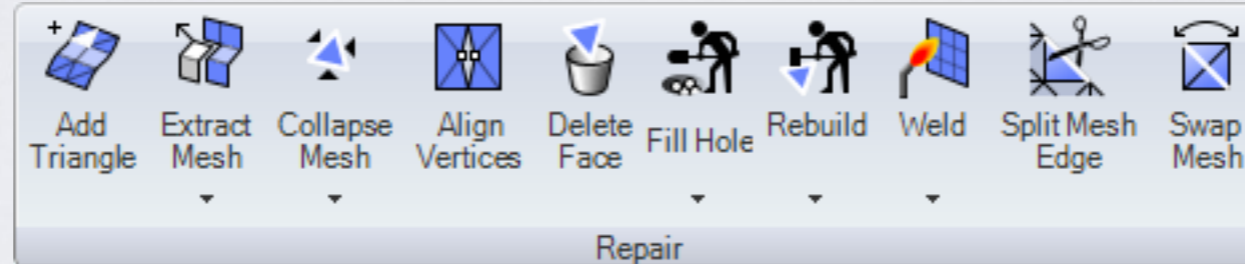 Add Triangle
Extract Mesh
Collapse Mesh
Align Vertices
Delete Face
Fill Hole
Rebuild
Weld
Split Mesh Edge
Swap Mesh
Repair